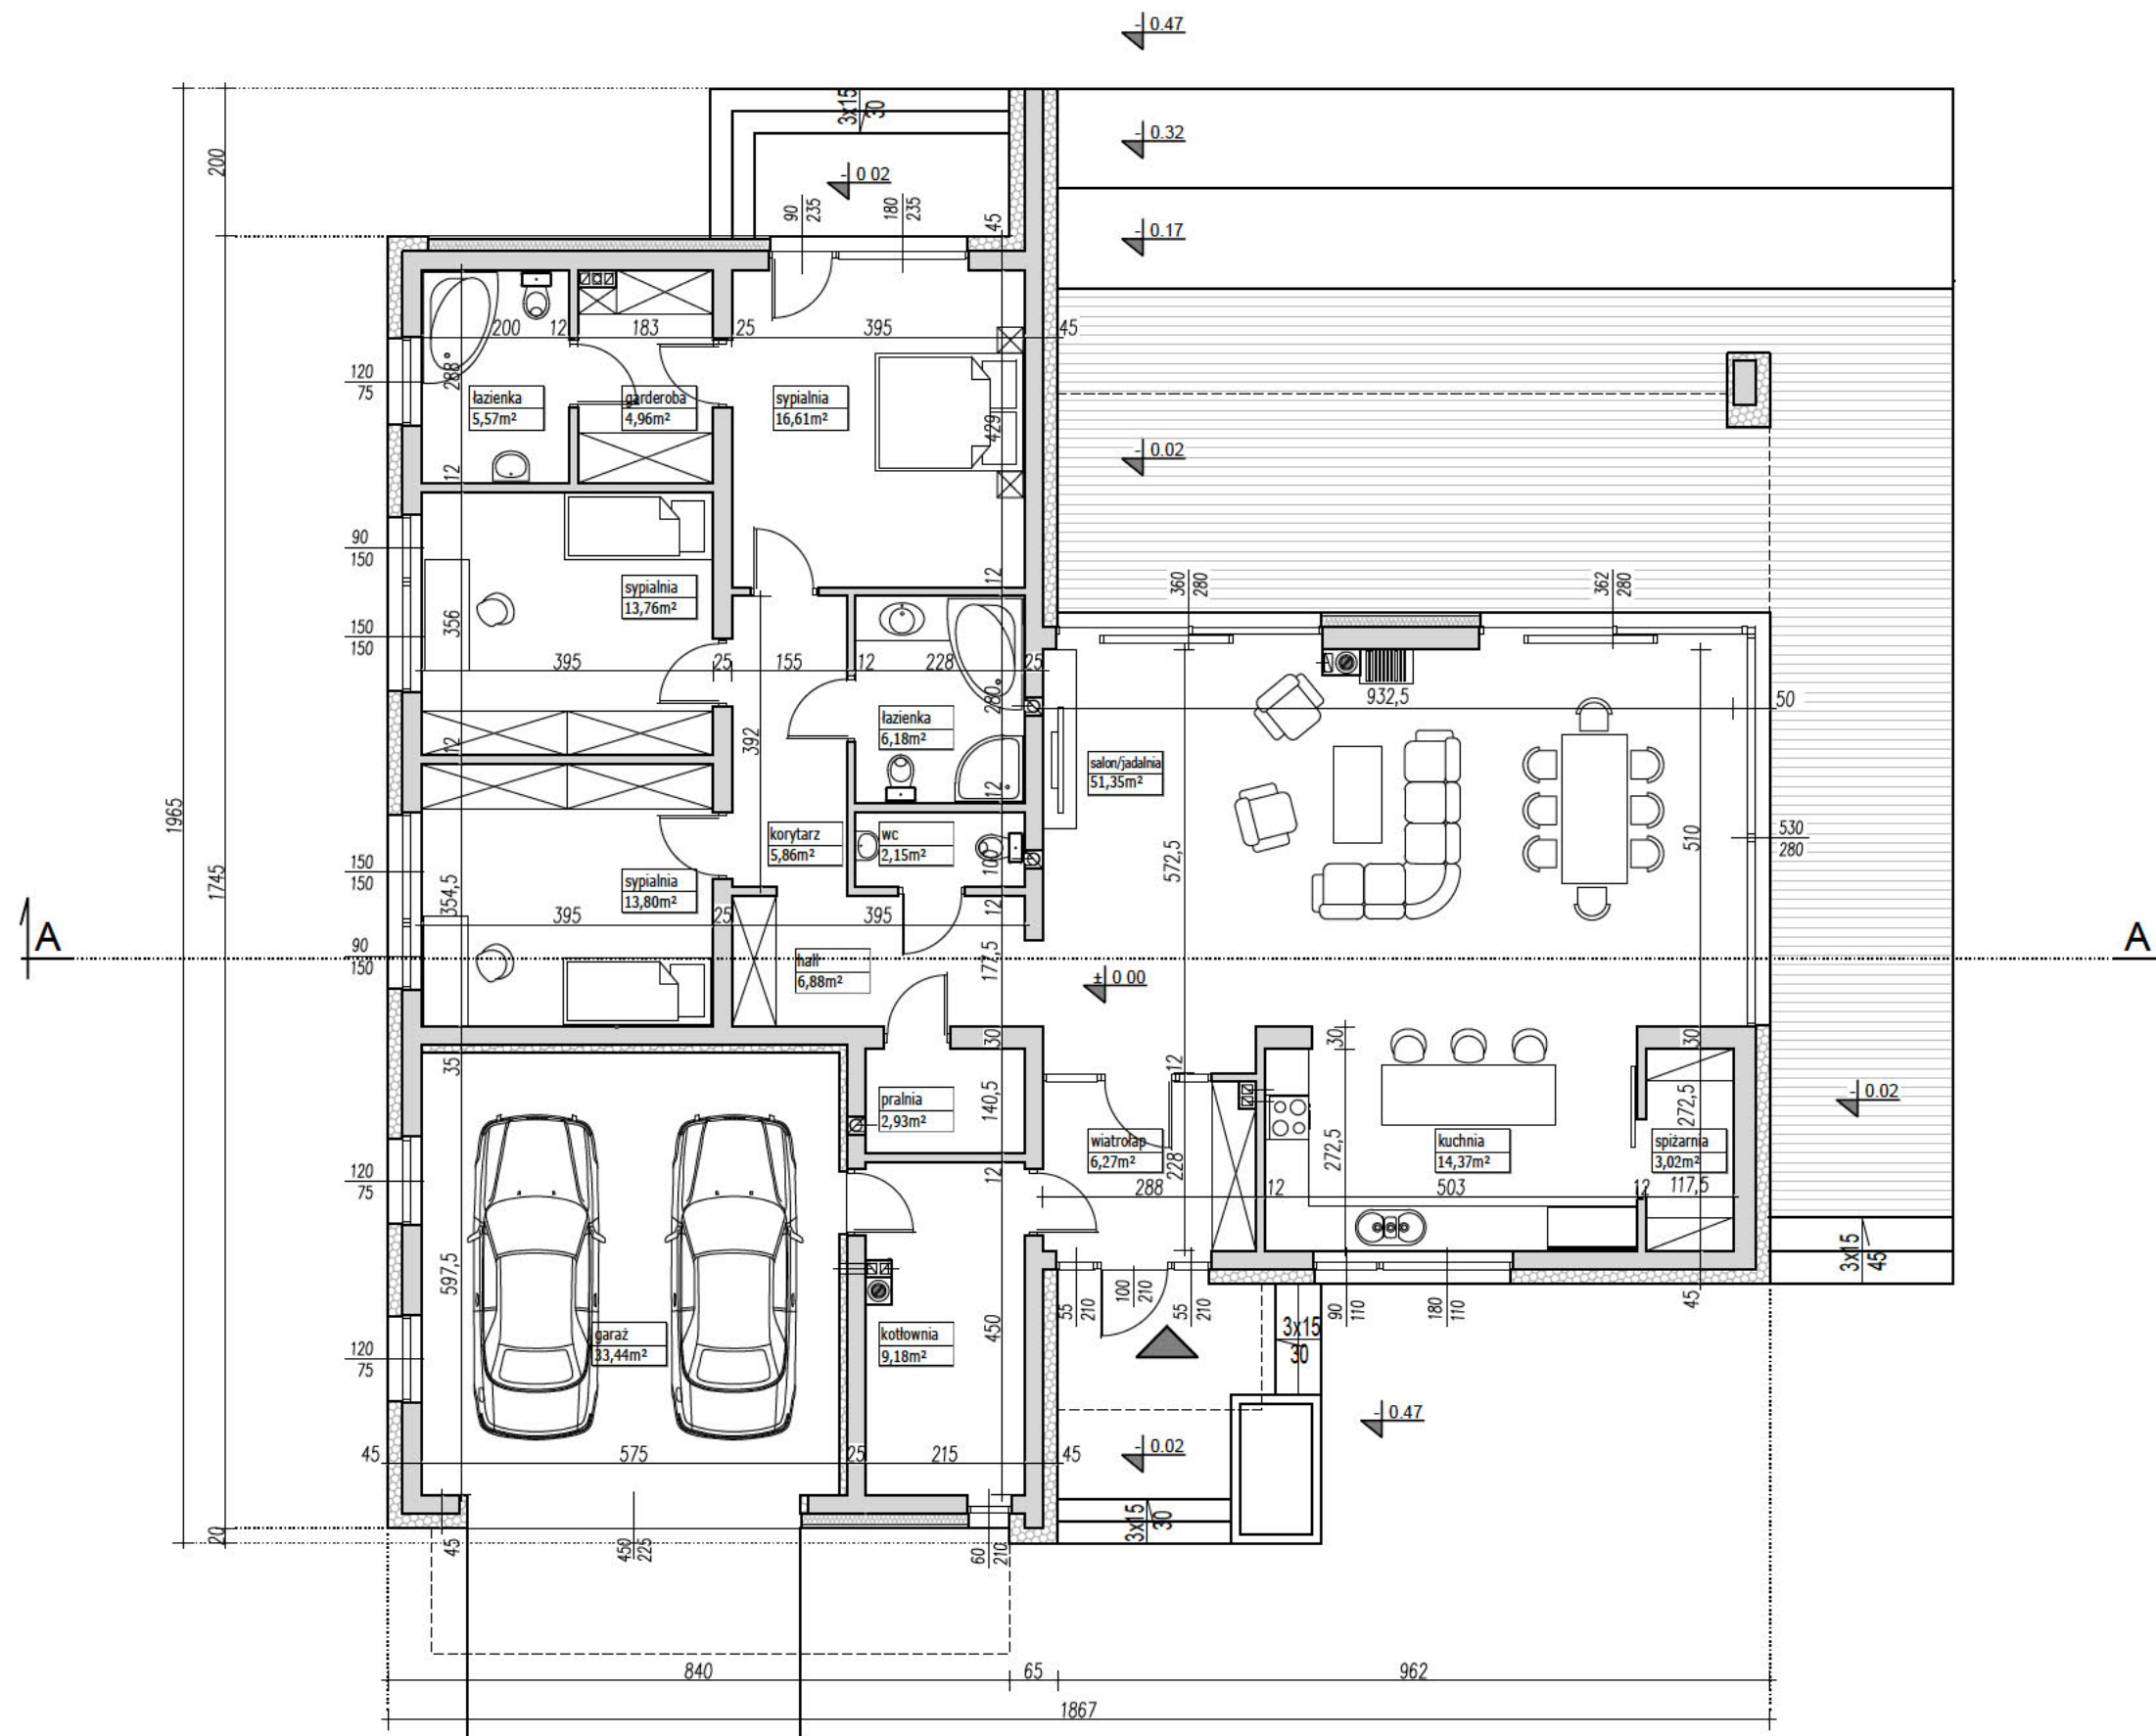 - 0.47
3x15
30
200
- 0.32
- 0 02
90
235
180
235
45
- 0.17
200
12
183
25
395
45
120
75
288
łazienka
5,57m²
garderoba
4,96m²
sypialnia
16,61m²
429
- 0.02
12
90
150
12
360
280
362
280
sypialnia
13,76m²
356
150
150
395
25
155
12
228
25
280
932,5
50
łazienka
6,18m²
392
12
12
salon/jadalnia
51,35m²
1965
1745
korytarz
5,86m²
wc
2,15m²
100
572,5
510
530
280
150
150
354,5
sypialnia
13,80m²
395
25
395
12
A
A
90
150
hall
6,88m²
177,5
± 0 00
35
30
12
30
30
pralnia
2,93m²
140,5
272,5
- 0.02
wiatrołap
6,27m²
228
272,5
kuchnia
14,37m²
spiżarnia
3,02m²
120
75
12
288
12
503
12
117,5
3x15
45
597,5
55
210
100
210
55
210
90
110
180
110
45
120
75
garaż
33,44m²
kotłownia
9,18m²
450
3x15
30
- 0.47
45
575
25
215
45
- 0.02
3x15
30
20
45
450
225
60
210
840
65
962
1867